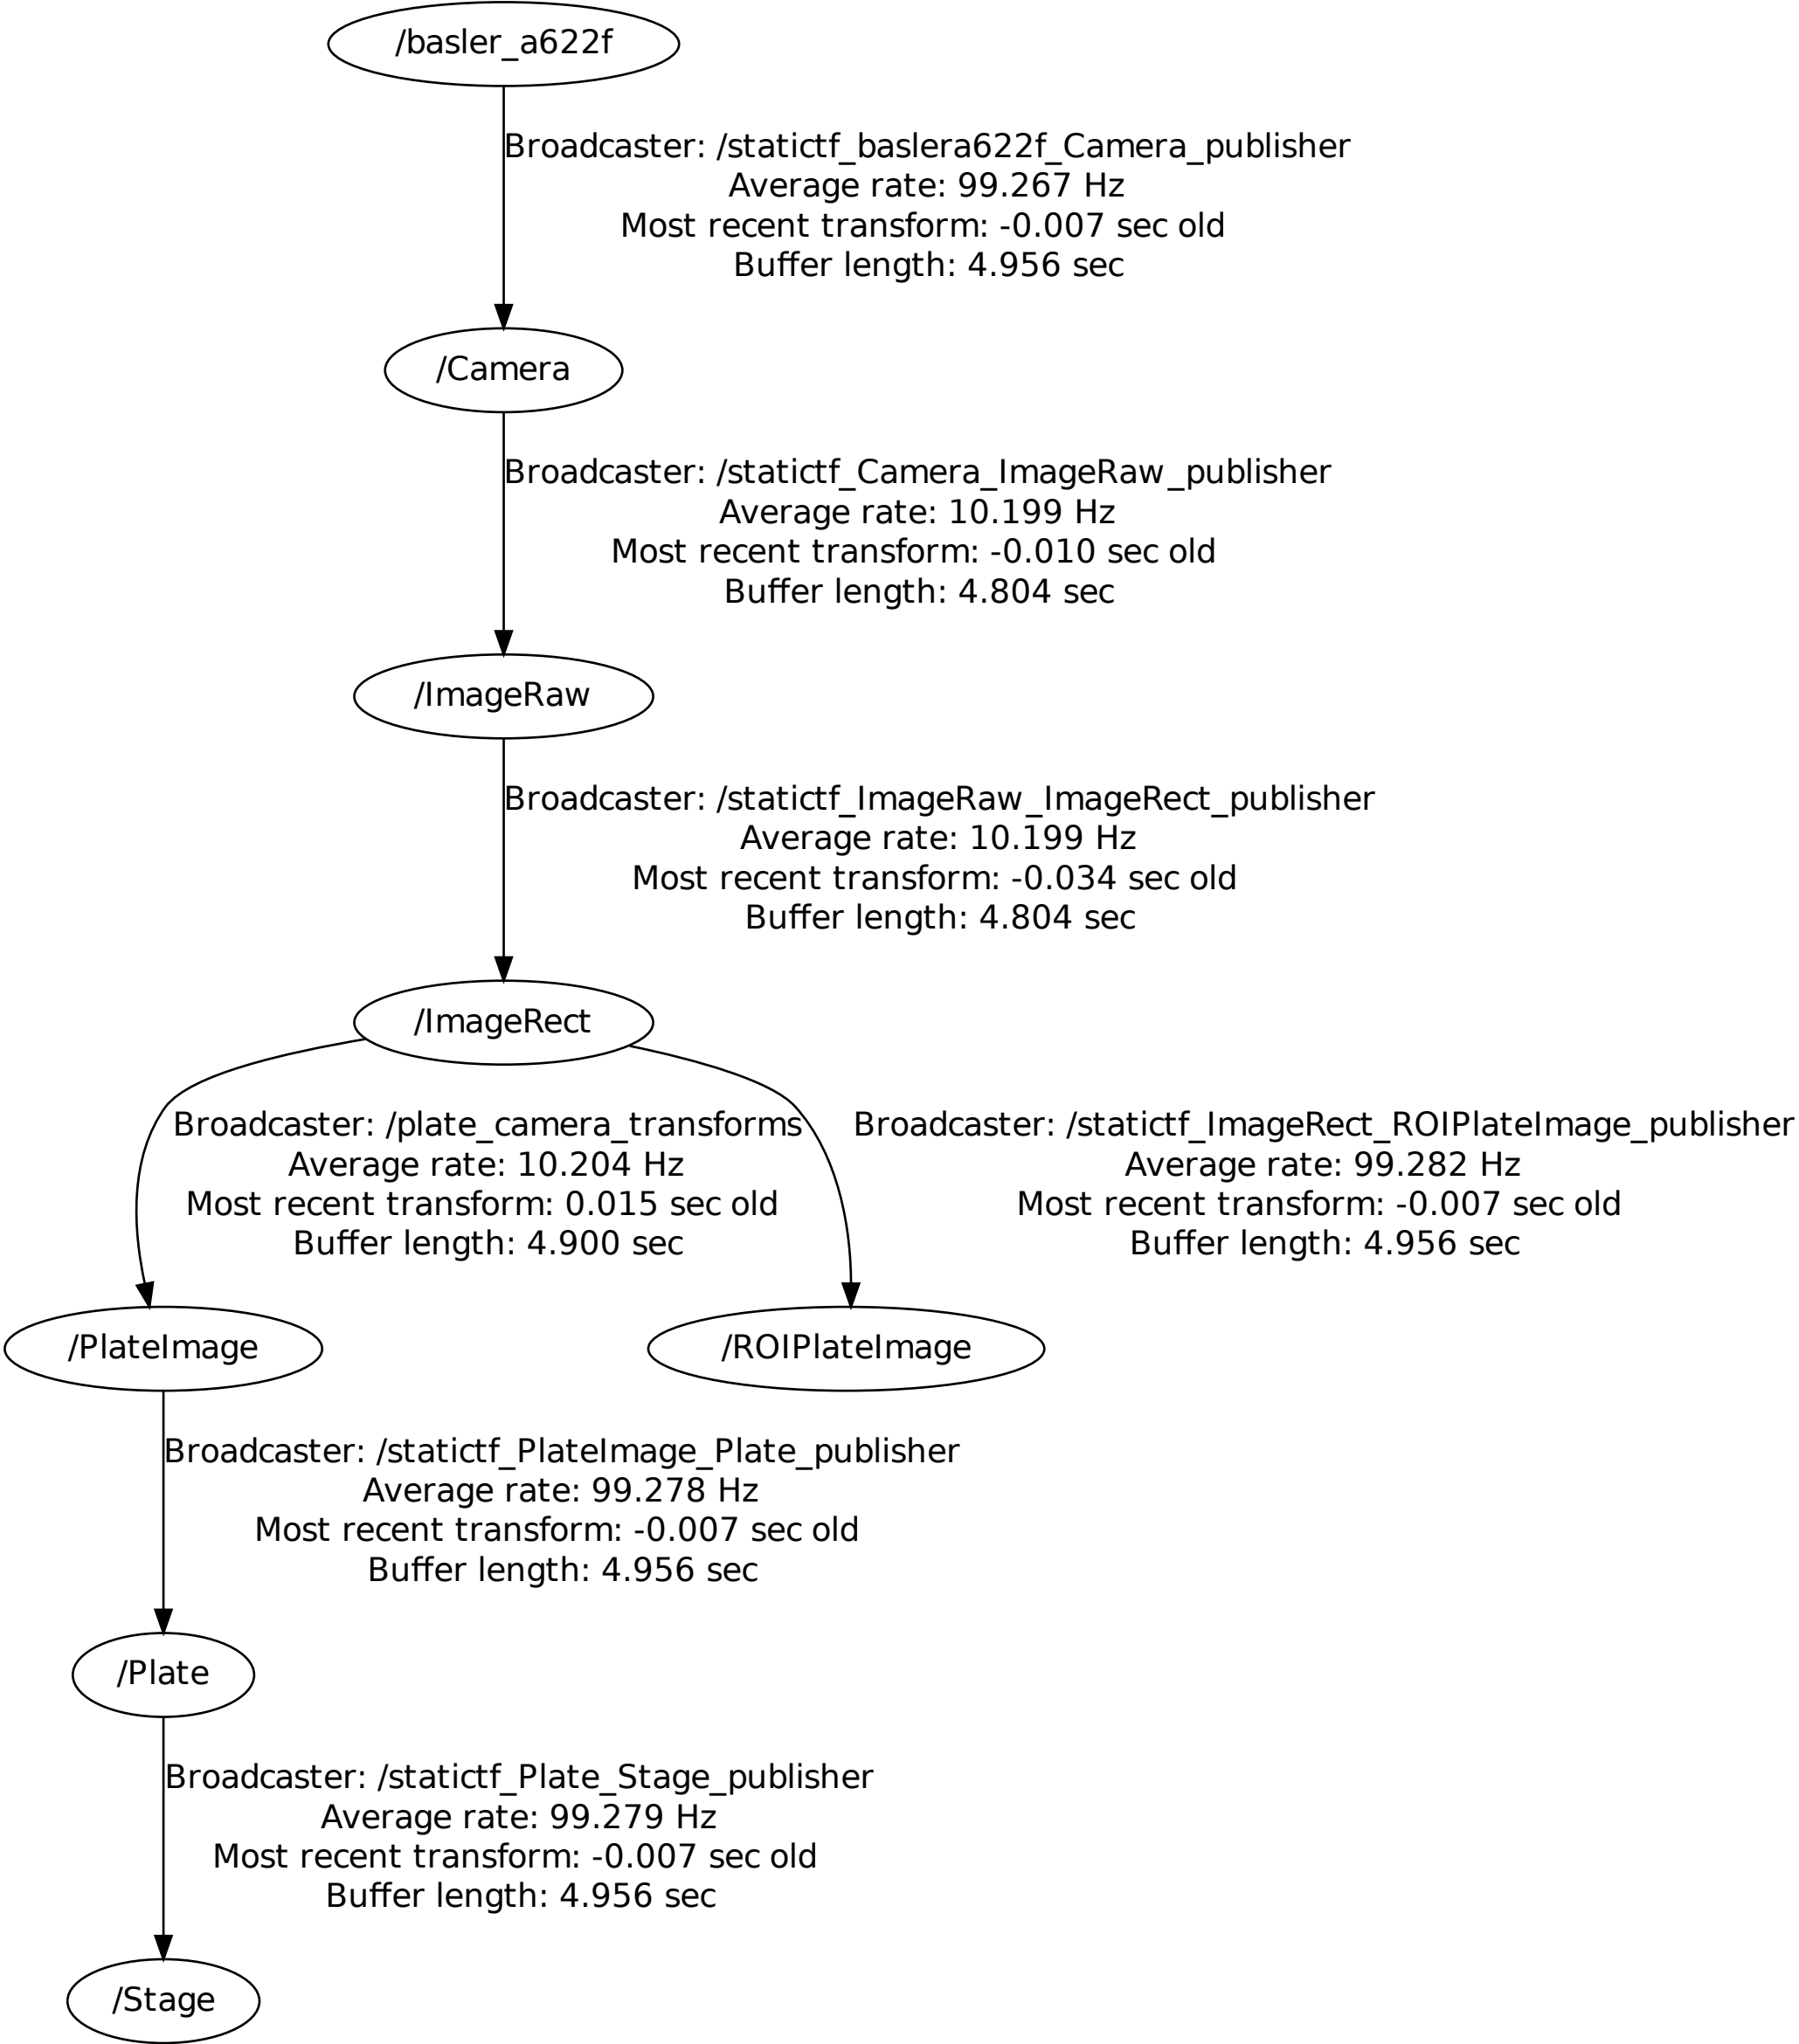 /basler_a622f
Broadcaster: /statictf_baslera622f_Camera_publisher
Average rate: 99.267 Hz
Most recent transform: -0.007 sec old
Buffer length: 4.956 sec
/Camera
Broadcaster: /statictf_Camera_ImageRaw_publisher
Average rate: 10.199 Hz
Most recent transform: -0.010 sec old
Buffer length: 4.804 sec
/ImageRaw
Broadcaster: /statictf_ImageRaw_ImageRect_publisher
Average rate: 10.199 Hz
Most recent transform: -0.034 sec old
Buffer length: 4.804 sec
/ImageRect
Broadcaster: /plate_camera_transforms
Average rate: 10.204 Hz
Most recent transform: 0.015 sec old
Buffer length: 4.900 sec
Broadcaster: /statictf_ImageRect_ROIPlateImage_publisher
Average rate: 99.282 Hz
Most recent transform: -0.007 sec old
Buffer length: 4.956 sec
/PlateImage
/ROIPlateImage
Broadcaster: /statictf_PlateImage_Plate_publisher
Average rate: 99.278 Hz
Most recent transform: -0.007 sec old
Buffer length: 4.956 sec
/Plate
Broadcaster: /statictf_Plate_Stage_publisher
Average rate: 99.279 Hz
Most recent transform: -0.007 sec old
Buffer length: 4.956 sec
/Stage